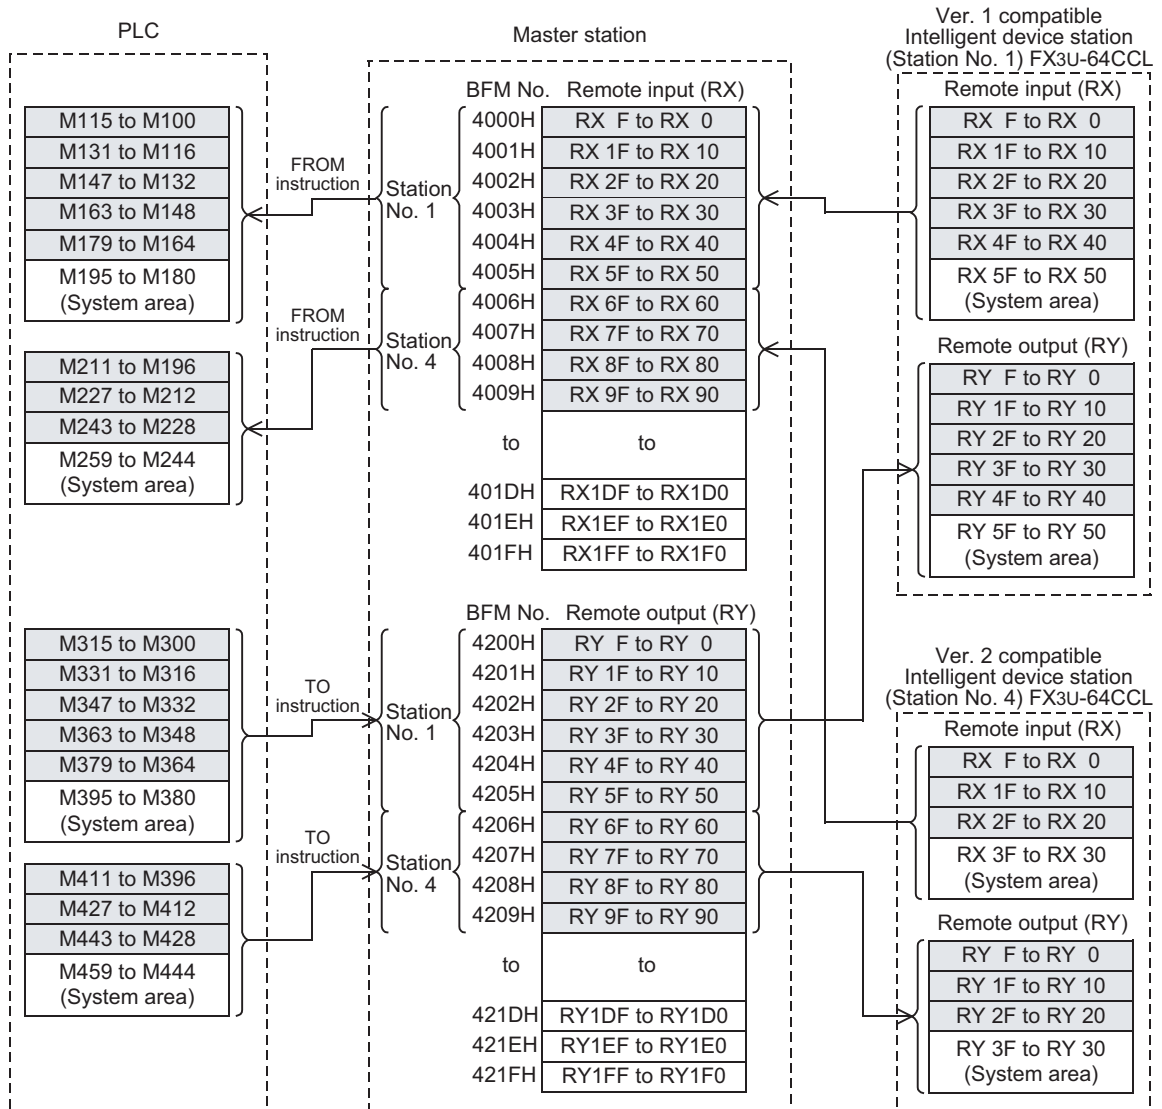 PLC
M115 to M100
M131 to M116
M147 to M132
M163 to M148
M179 to M164
M195 to M180
(System area)
M211 to M196
M227 to M212
M243 to M228
M259 to M244
(System area)
M315 to M300
M331 to M316
M347 to M332
M363 to M348
M379 to M364
M395 to M380
(System area)
M411 to M396
M427 to M412
M443 to M428
M459 to M444
(System area)
FROM
instruction
FROM
instruction
TO
instruction
TO
instruction
Master station
BFM No. Remote input (RX)
Station
No. 1
Station
No. 4
4000H RX F to RX 0
4001H RX 1F to RX 10
4002H RX 2F to RX 20
4003H RX 3F to RX 30
4004H RX 4F to RX 40
4005H RX 5F to RX 50
4006H RX 6F to RX 60
4007H RX 7F to RX 70
4008H RX 8F to RX 80
4009H RX 9F to RX 90
to to
401DH RX1DF to RX1D0
401EH RX1EF to RX1E0
401FH RX1FF to RX1F0
BFM No. Remote output (RY)
Station
No. 1
Station
No. 4
4200H RY F to RY 0
4201H RY 1F to RY 10
4202H RY 2F to RY 20
4203H RY 3F to RY 30
4204H RY 4F to RY 40
4205H RY 5F to RY 50
4206H RY 6F to RY 60
4207H RY 7F to RY 70
4208H RY 8F to RY 80
4209H RY 9F to RY 90
to to
421DH RY1DF to RY1D0
421EH RY1EF to RY1E0
421FH RY1FF to RY1F0
Ver. 1 compatible
Intelligent device station
(Station No. 1) FX3U-64CCL
Remote input (RX)
RX F to RX 0
RX 1F to RX 10
RX 2F to RX 20
RX 3F to RX 30
RX 4F to RX 40
RX 5F to RX 50
(System area)
Remote output (RY)
RY F to RY 0
RY 1F to RY 10
RY 2F to RY 20
RY 3F to RY 30
RY 4F to RY 40
RY 5F to RY 50
(System area)
Ver. 2 compatible
Intelligent device station
(Station No. 4) FX3U-64CCL
Remote input (RX)
RX F to RX 0
RX 1F to RX 10
RX 2F to RX 20
RX 3F to RX 30
(System area)
Remote output (RY)
RY F to RY 0
RY 1F to RY 10
RY 2F to RY 20
RY 3F to RY 30
(System area)